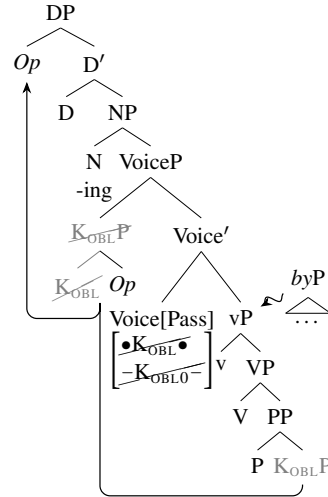 DP
Op D′
D NP
N VoiceP
-ing
K_OBL P Voice′
K_OBL Op
byP
Voice[Pass] vP
...
•K_OBL•
v VP
−K_OBL0−
V PP
P K_OBL P